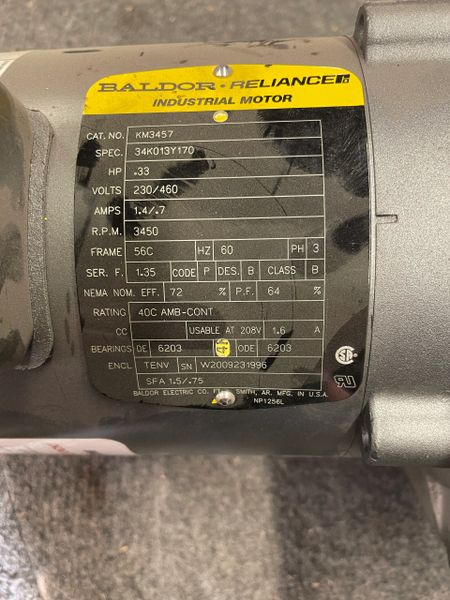 BALDOR · RELIANCE
INDUSTRIAL MOTOR
CAT. NO. KM3457
SPEC. 34K013Y170
HP .33
VOLTS 230/460
AMPS 1.4/.7
R.P.M. 3450
FRAME 56C HZ 60 PH 3
SER. F. 1.35 CODE P DES. B CLASS B
NEMA NOM. EFF. 72 % P.F. 64 %
RATING 40C AMB-CONT
CC USABLE AT 208V 1.6 A
BEARINGS DE 6203 ODE 6203
ENCL TENV SN W2009231996
SFA 1.5/.75
BALDOR ELECTRIC CO. SMITH, AR. MFG. IN U.S.A.
NP1256L